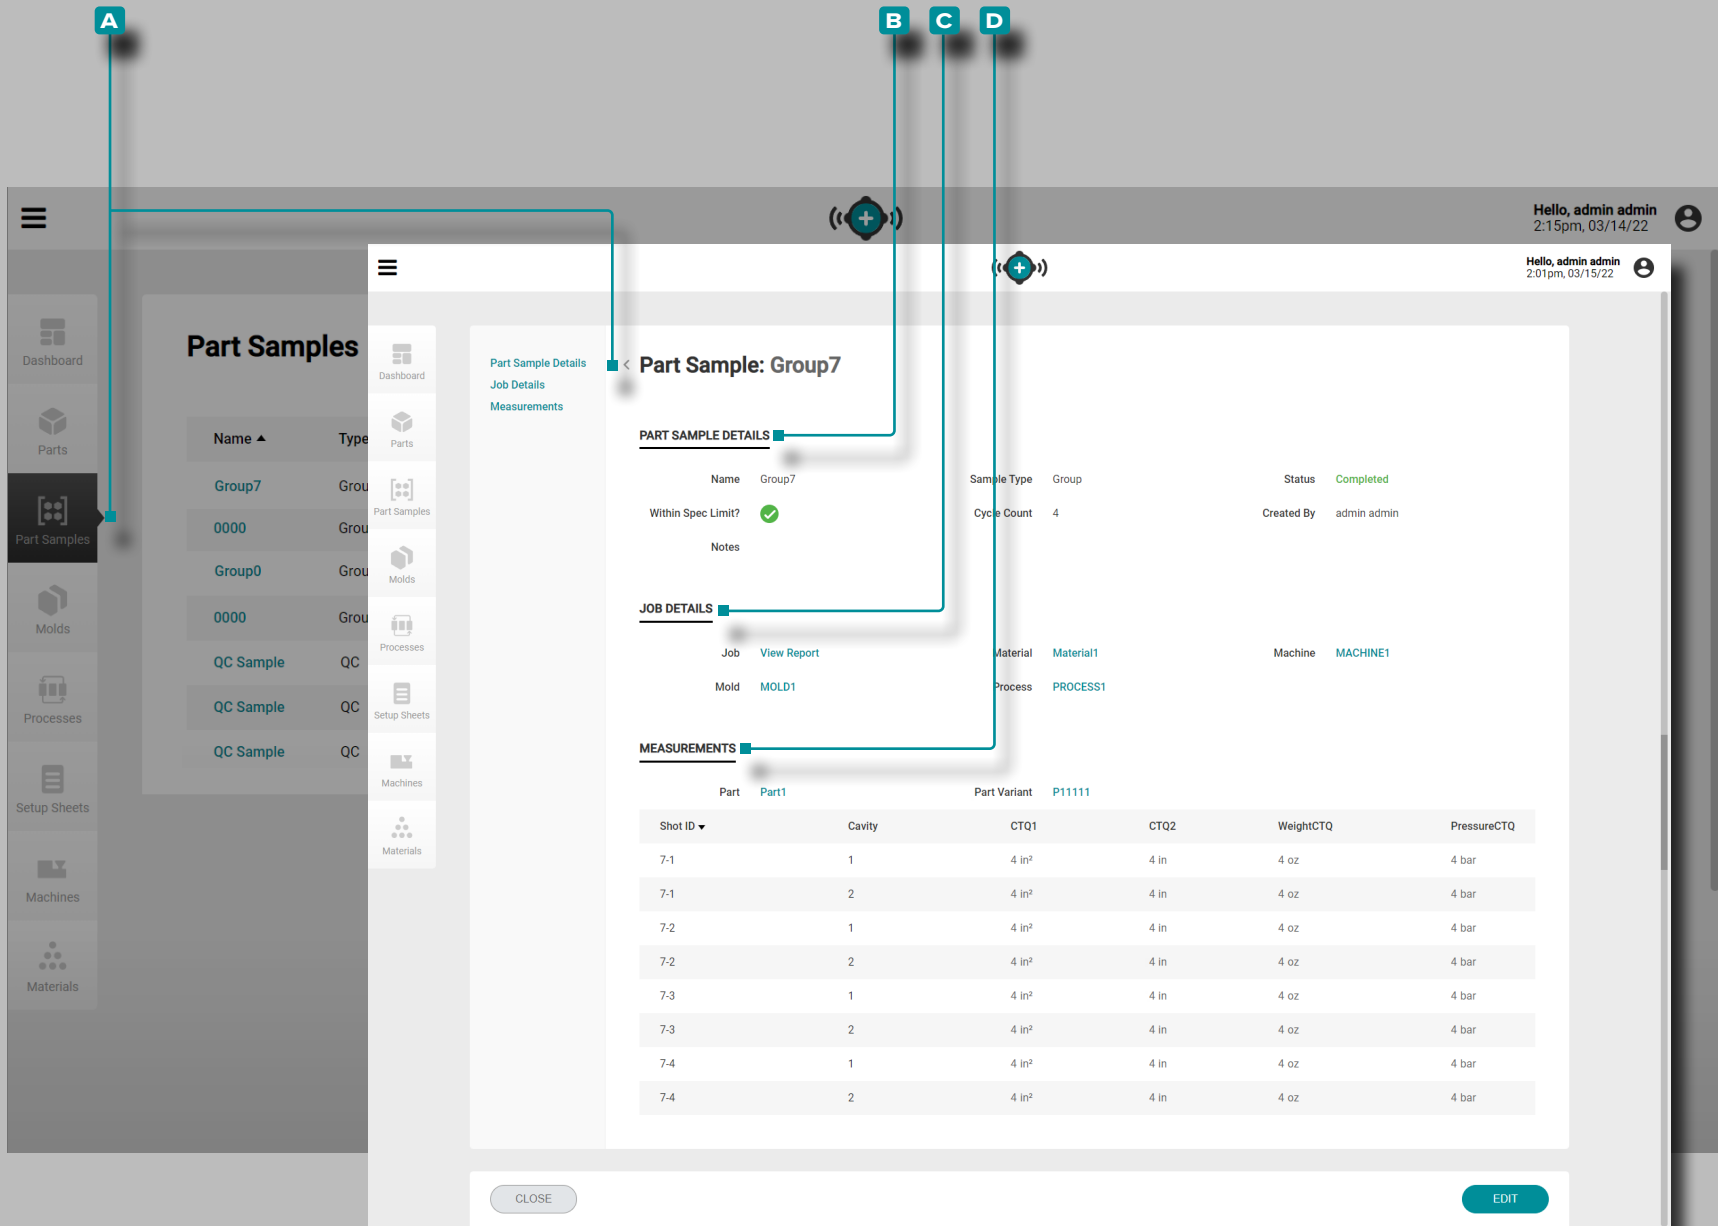 A
B
C
D
Hello, admin admin
2:15pm, 03/14/22
Dashboard
Parts
Part Samples
Molds
Processes
Setup Sheets
Machines
Materials
Part Samples
Name Type
Group7 Grou
0000 Grou
Group0 Grou
0000 Grou
QC Sample QC
QC Sample QC
QC Sample QC
Hello, admin admin
2:01pm, 03/15/22
Dashboard
Parts
Part Samples
Molds
Processes
Setup Sheets
Machines
Materials
Part Sample Details
Job Details
Measurements
< Part Sample: Group7
PART SAMPLE DETAILS
Name Group7 Sample Type Group Status Completed
Within Spec Limit? Cycle Count 4 Created By admin admin
Notes
JOB DETAILS
Job View Report Material Material1 Machine MACHINE1
Mold MOLD1 Process PROCESS1
MEASUREMENTS
Part Part1 Part Variant P11111
Shot ID Cavity CTQ1 CTQ2 WeightCTQ PressureCTQ
7-1 1 4 in² 4 in 4 oz 4 bar
7-1 2 4 in² 4 in 4 oz 4 bar
7-2 1 4 in² 4 in 4 oz 4 bar
7-2 2 4 in² 4 in 4 oz 4 bar
7-3 1 4 in² 4 in 4 oz 4 bar
7-3 2 4 in² 4 in 4 oz 4 bar
7-4 1 4 in² 4 in 4 oz 4 bar
7-4 2 4 in² 4 in 4 oz 4 bar
CLOSE
EDIT